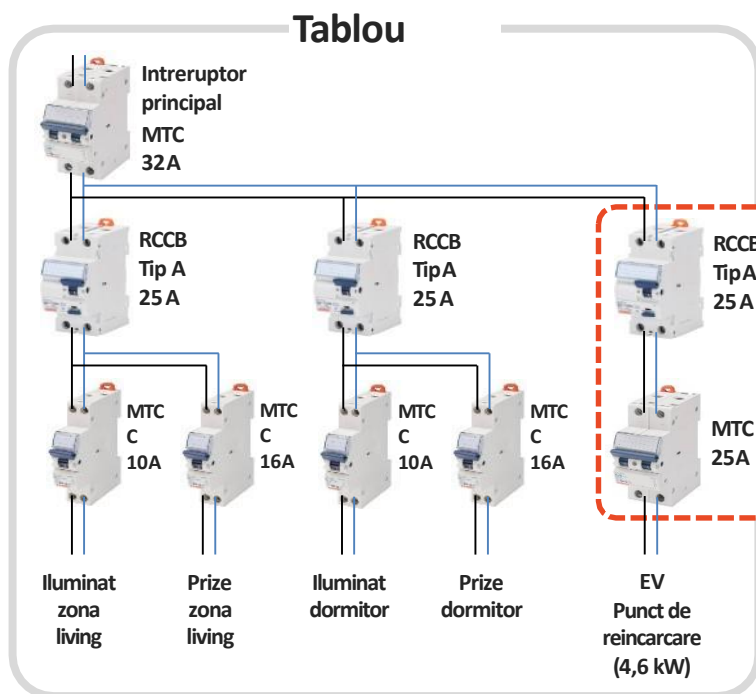 Tablou
Intreruptor
principal
MTC
32A
RCCB
Tip A
25 A
RCCB
Tip A
25 A
RCCB
Tip A
25 A
MTC
C
10A
MTC
C
16A
MTC
C
10A
MTC
C
16A
MTC
25A
Iluminat
zona
living
Prize
zona
living
Iluminat
dormitor
Prize
dormitor
EV
Punct de
reincarcare
(4,6 kW)